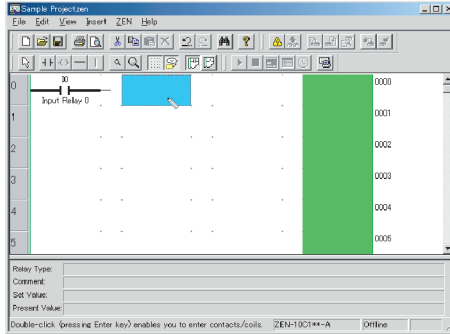 Sample Project.zen
File Edit View Insert ZEN Help
0 I0 0000
Input Relay 0
1 0001
2 0002
3 0003
4 0004
5 0005
Relay Type:
Comment:
Set Value:
Present Value:
Double-click (pressing Enter key) enables you to enter contacts/coils. ZEN-10C1**-A Offline